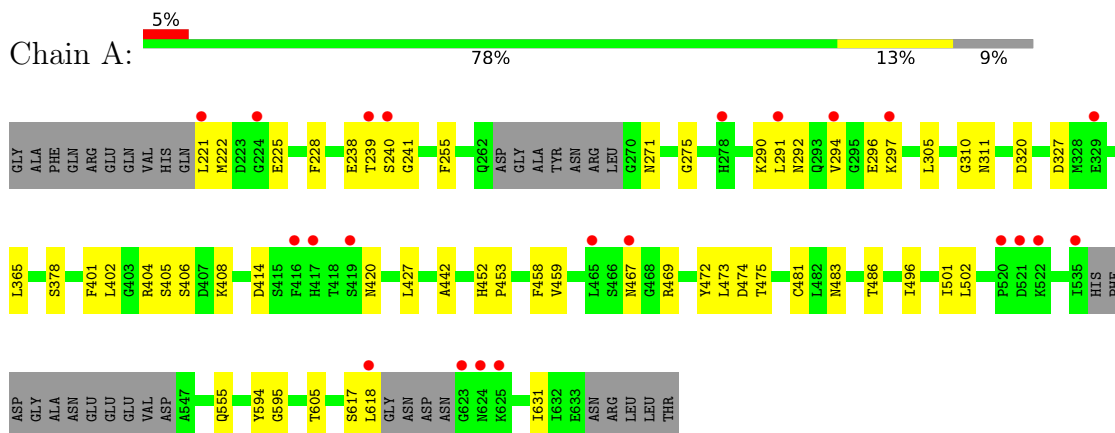 5%
Chain A:
78% 13% 9%
GLY ALA PHE GLN ARG GLU GLU GLN VAL HIS GLN L221 M222 D223 G224 E225 F228 E238 T239 S240 G241 F255 Q262 ASP GLY ALA TYR ASN ARG LEU G270 N271 G275 H278 K290 L291 N292 Q293 V294 G295 E296 K297 L305 G310 N311 D320 D327 M328 E329
L365 S378 F401 L402 G403 R404 S405 S406 D407 K408 D414 S415 F416 H417 T418 S419 N420 L427 A442 H452 P453 F458 V459 L465 S466 N467 G468 R469 Y472 L473 D474 T475 C481 L482 N483 T486 I496 I501 L502 P520 D521 K522 I535 HIS PHE
ASP GLY ALA ASN GLU GLU GLU VAL ASP A547 Q555 Y594 G595 T605 S617 L618 GLY ASN ASP ASN G623 N624 K625 I631 I632 E633 ASN ARG LEU LEU THR